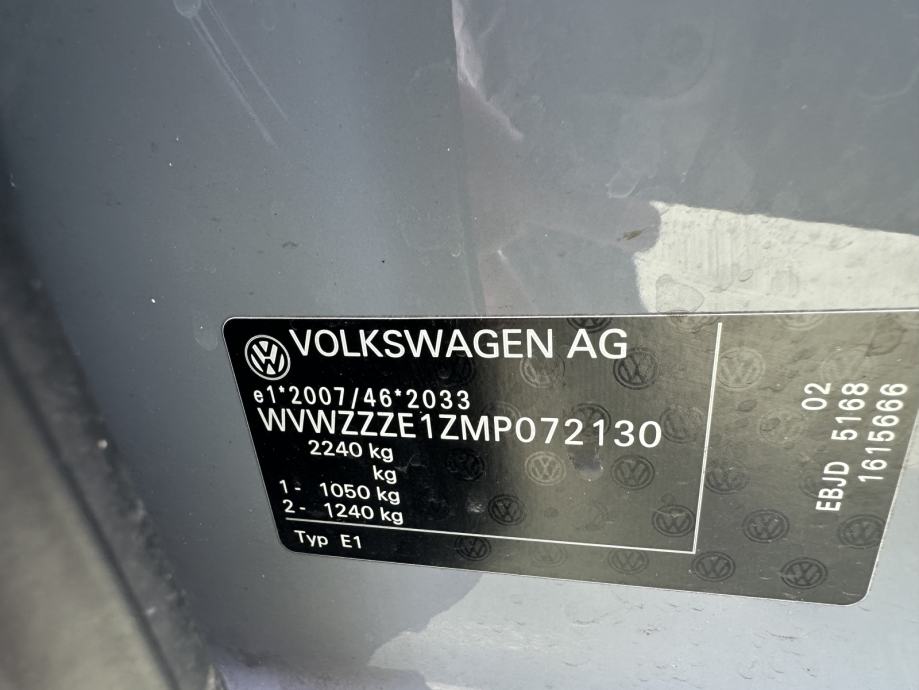 VOLKSWAGEN AG
e1*2007/46*2033
WVWZZZE1ZMP072130
2240 kg
kg
1- 1050 kg
2- 1240 kg
Typ E1
02
EBJD 5168
1615666